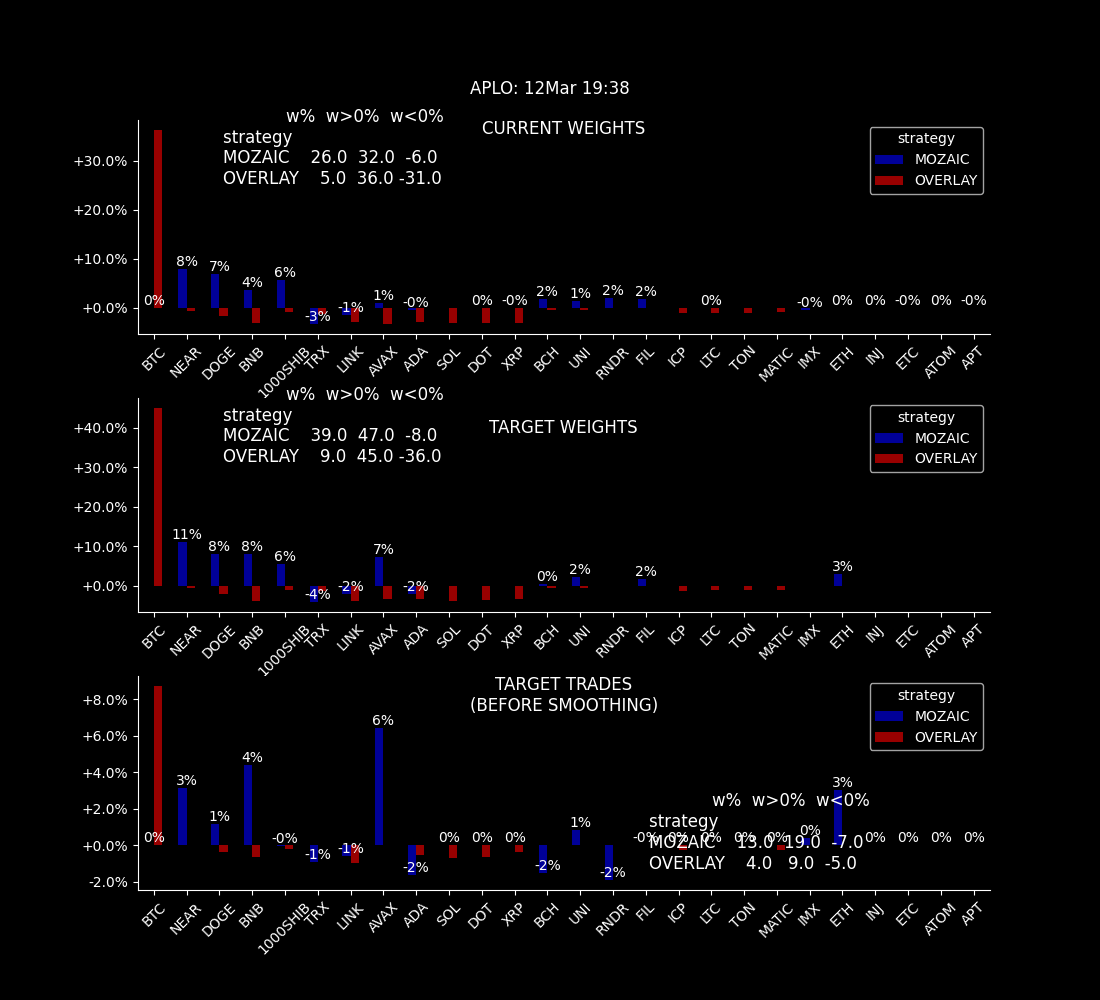 APLO: 12Mar 19:38
w% w>0% w<0%
CURRENT WEIGHTS
strategy
MOZAIC 26.0 32.0 -6.0
OVERLAY 5.0 36.0 -31.0
strategy
MOZAIC
OVERLAY
+30.0%
+20.0%
+10.0%
+0.0%
0% 8% 7% 4% 6% -3% -1% 1% -0% 0% -0% 2% 1% 2% 2% 0% -0% 0% 0% -0% 0% -0%
BTC NEAR DOGE BNB 1000SHIB TRX LINK AVAX ADA SOL DOT XRP BCH UNI RNDR FIL ICP LTC TON MATIC IMX ETH INJ ETC ATOM APT
w% w>0% w<0%
strategy
MOZAIC 39.0 47.0 -8.0
OVERLAY 9.0 45.0 -36.0
TARGET WEIGHTS
strategy
MOZAIC
OVERLAY
+40.0%
+30.0%
+20.0%
+10.0%
+0.0%
11% 8% 8% 6% -4% -2% 7% -2% 0% 2% 2% 3%
BTC NEAR DOGE BNB 1000SHIB TRX LINK AVAX ADA SOL DOT XRP BCH UNI RNDR FIL ICP LTC TON MATIC IMX ETH INJ ETC ATOM APT
TARGET TRADES
(BEFORE SMOOTHING)
strategy
MOZAIC
OVERLAY
+8.0%
+6.0%
+4.0%
+2.0%
+0.0%
-2.0%
0% 3% 1% 4% -0% -1% -1% 6% -2% 0% 0% 0% -2% 1% -2% -0% 0% 0% 0% 0% 0% 3% 0% 0% 0% 0%
w% w>0% w<0%
strategy
MOZAIC 13.0 19.0 -7.0
OVERLAY 4.0 9.0 -5.0
BTC NEAR DOGE BNB 1000SHIB TRX LINK AVAX ADA SOL DOT XRP BCH UNI RNDR FIL ICP LTC TON MATIC IMX ETH INJ ETC ATOM APT